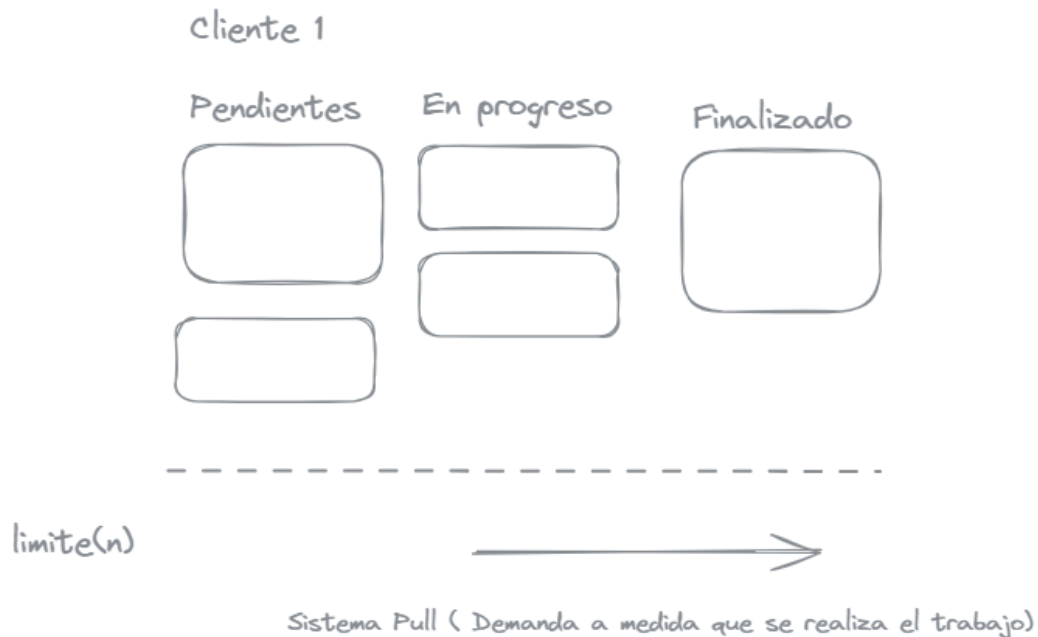 Cliente 1
Pendientes
En progreso
Finalizado
limite(n)
Sistema Pull ( Demanda a medida que se realiza el trabajo)